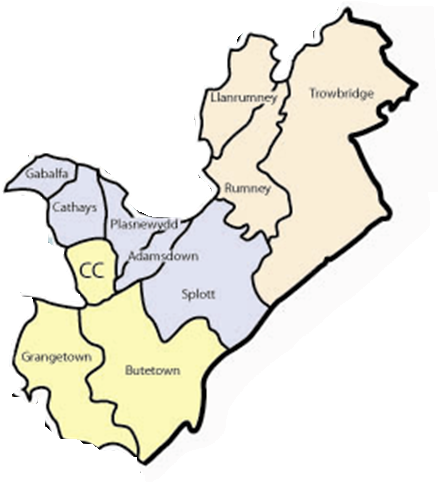 Llanrumney
Trowbridge
Gabalfa
Rumney
Cathays
Plasnewydd
Adamsdown
CC
Splott
Grangetown
Butetown